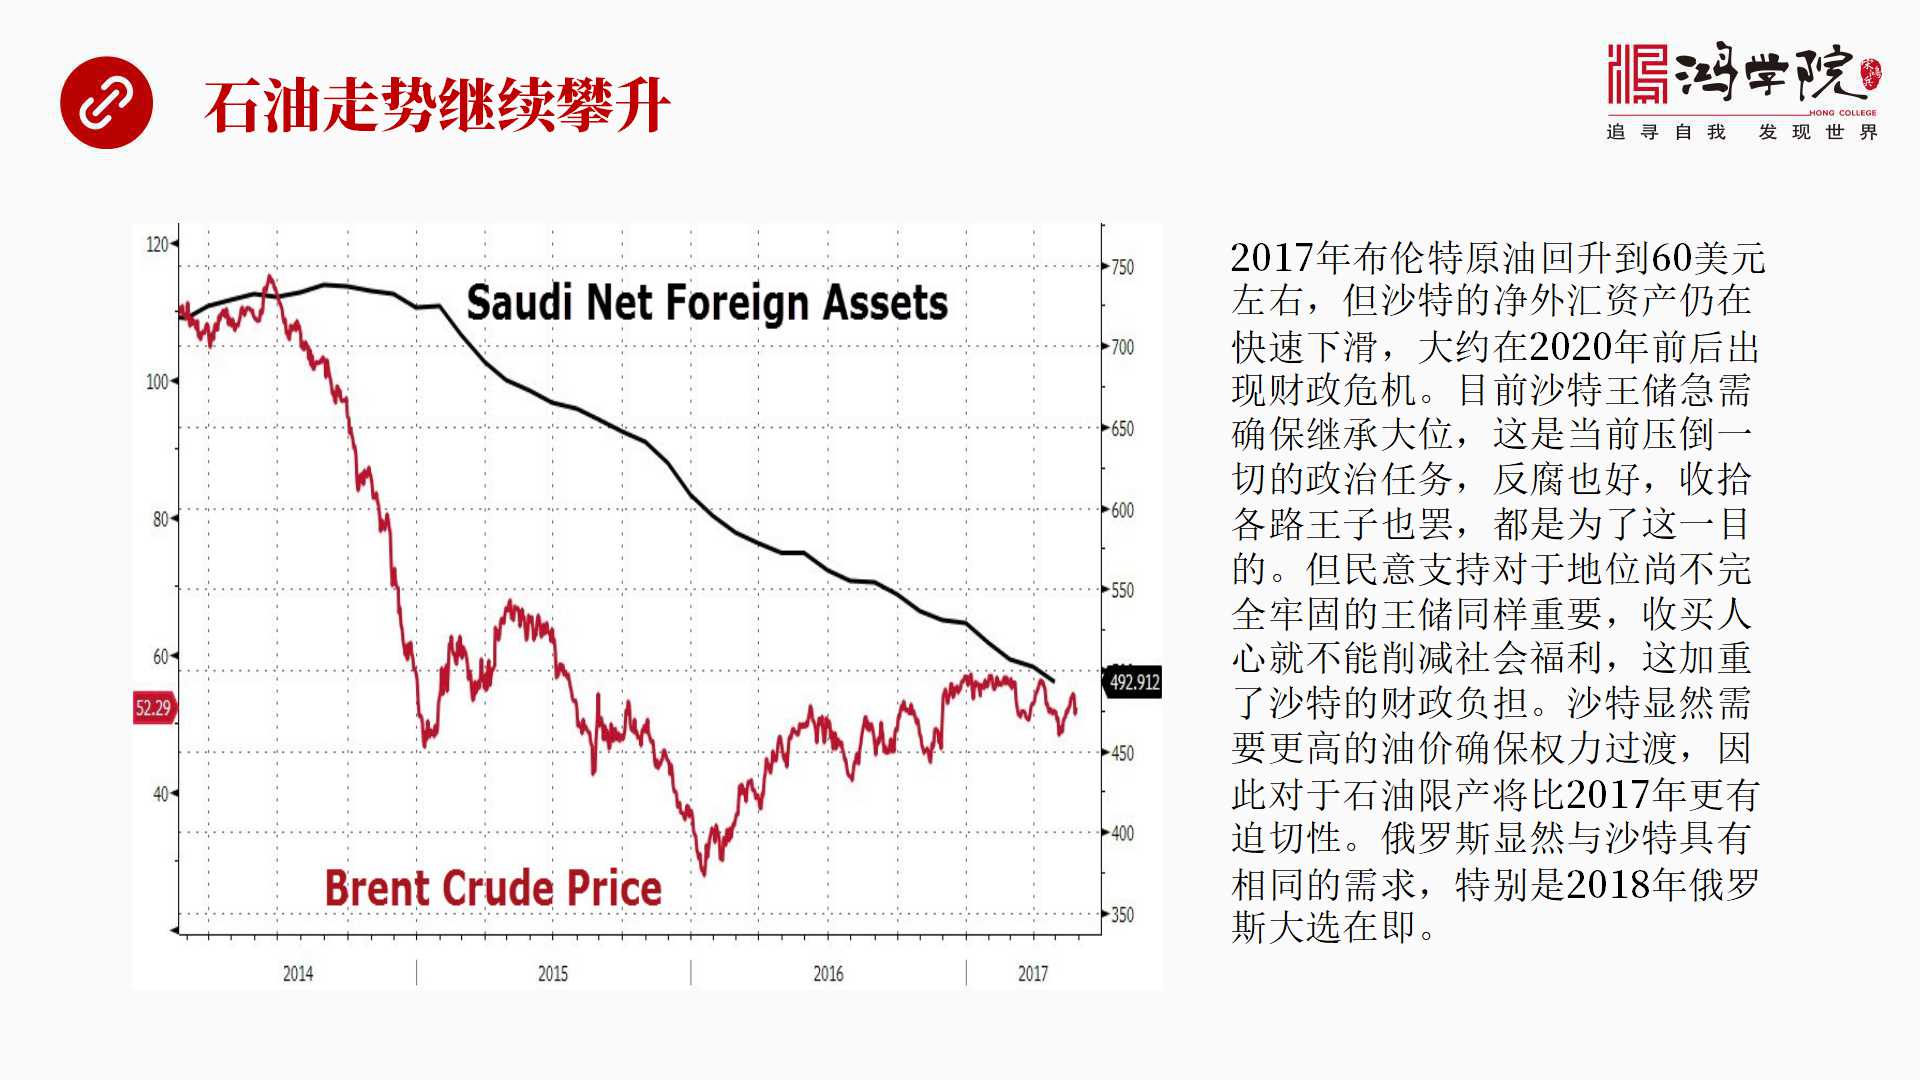 石油走势继续攀升
鸿学院
宋鸿兵
HONG COLLEGE
追寻自我 发现世界
Saudi Net Foreign Assets
Brent Crude Price
120
100
80
60
52.29
40
750
700
650
600
550
492.912
450
400
350
2014
2015
2016
2017
2017年布伦特原油回升到60美元
左右，但沙特的净外汇资产仍在
快速下滑，大约在2020年前后出
现财政危机。目前沙特王储急需
确保继承大位，这是当前压倒一
切的政治任务，反腐也好，收拾
各路王子也罢，都是为了这一目
的。但民意支持对于地位尚不完
全牢固的王储同样重要，收买人
心就不能削减社会福利，这加重
了沙特的财政负担。沙特显然需
要更高的油价确保权力过渡，因
此对于石油限产将比2017年更有
迫切性。俄罗斯显然与沙特具有
相同的需求，特别是2018年俄罗
斯大选在即。